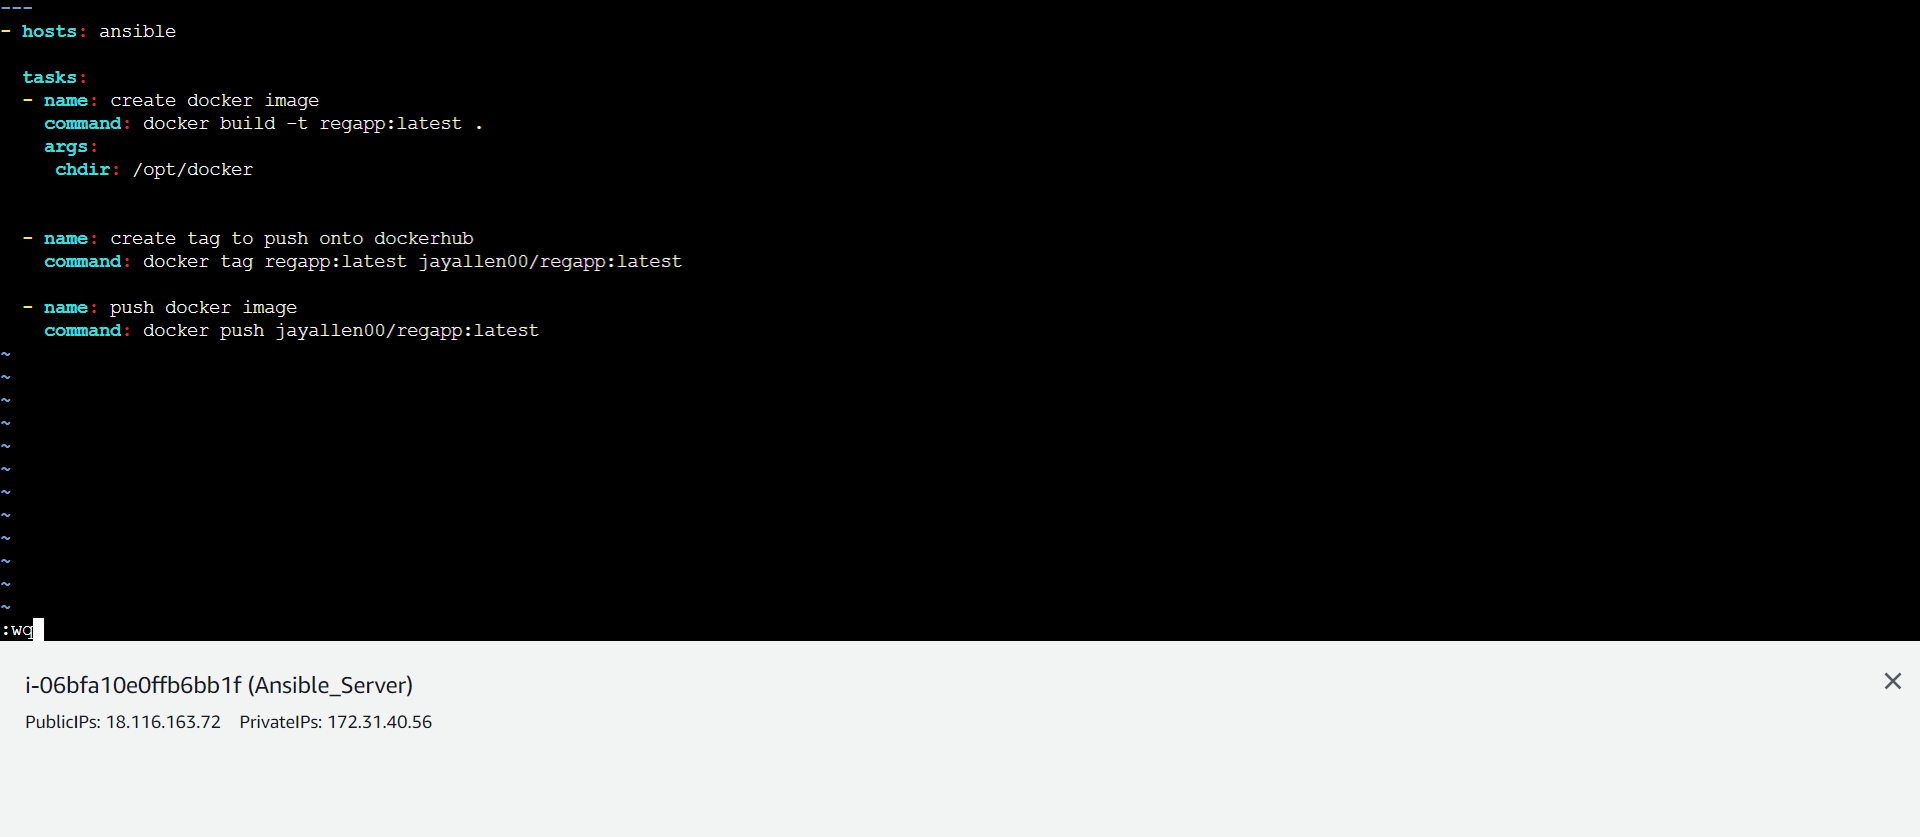 ---
- hosts: ansible
tasks:
- name: create docker image
command: docker build -t regapp:latest .
args:
chdir: /opt/docker
- name: create tag to push onto dockerhub
command: docker tag regapp:latest jayallen00/regapp:latest
- name: push docker image
command: docker push jayallen00/regapp:latest
~
~
~
~
~
~
~
~
~
~
~
~
:wq
i-06bfa10e0ffb6bb1f (Ansible_Server)
PublicIPs: 18.116.163.72 PrivateIPs: 172.31.40.56